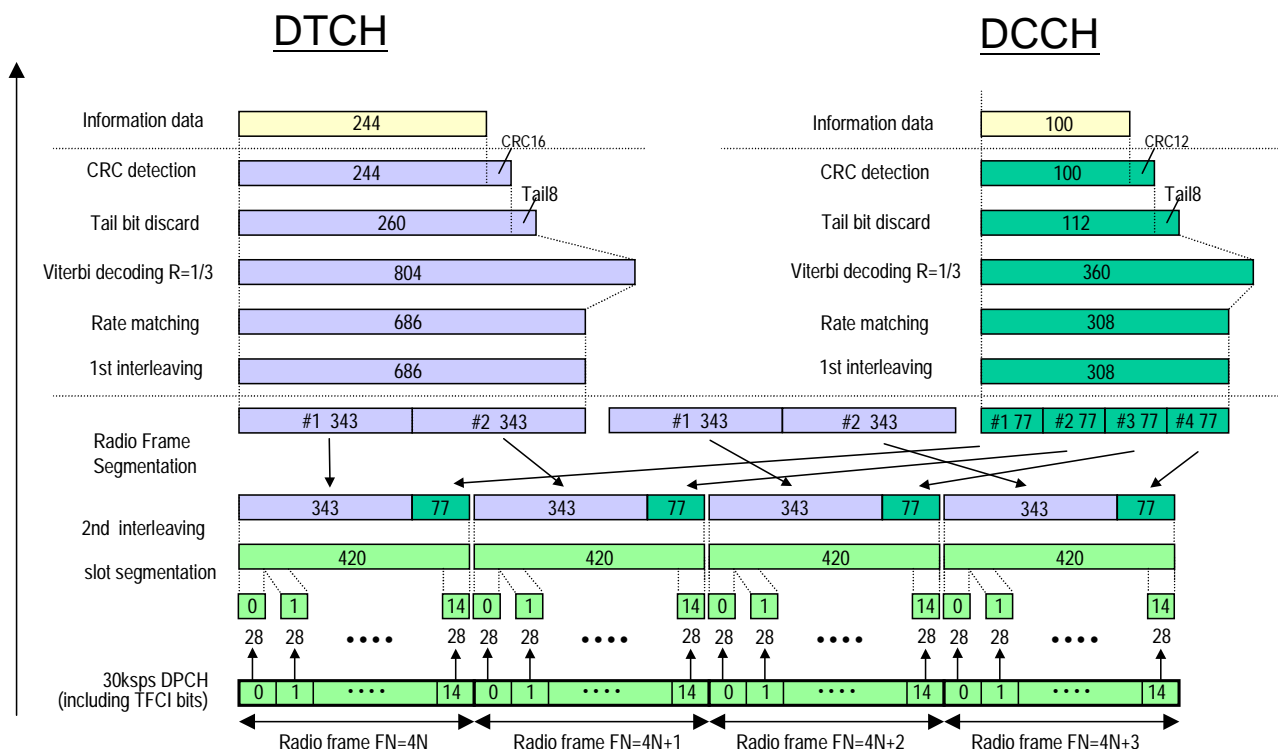 DTCH DCCH
Information data 244 Information data 100
CRC16 CRC12
CRC detection 244 CRC detection 100
Tail8 Tail8
Tail bit discard 260 Tail bit discard 112
Viterbi decoding R=1/3 804 Viterbi decoding R=1/3 360
Rate matching 686 Rate matching 308
1st interleaving 686 1st interleaving 308
#1 343 #2 343 #1 343 #2 343 #1 77 #2 77 #3 77 #4 77
Radio Frame
Segmentation
343 77 343 77 343 77 343 77
2nd interleaving
420 420 420 420
slot segmentation
0 1 14 0 1 14 0 1 14 0 1 14
28 28 •••• 28 28 28 •••• 28 28 28 •••• 28 28 28 •••• 28
30ksps DPCH
(including TFCI bits)
0 1 •••• 14 0 1 •••• 14 0 1 •••• 14 0 1 •••• 14
Radio frame FN=4N Radio frame FN=4N+1 Radio frame FN=4N+2 Radio frame FN=4N+3